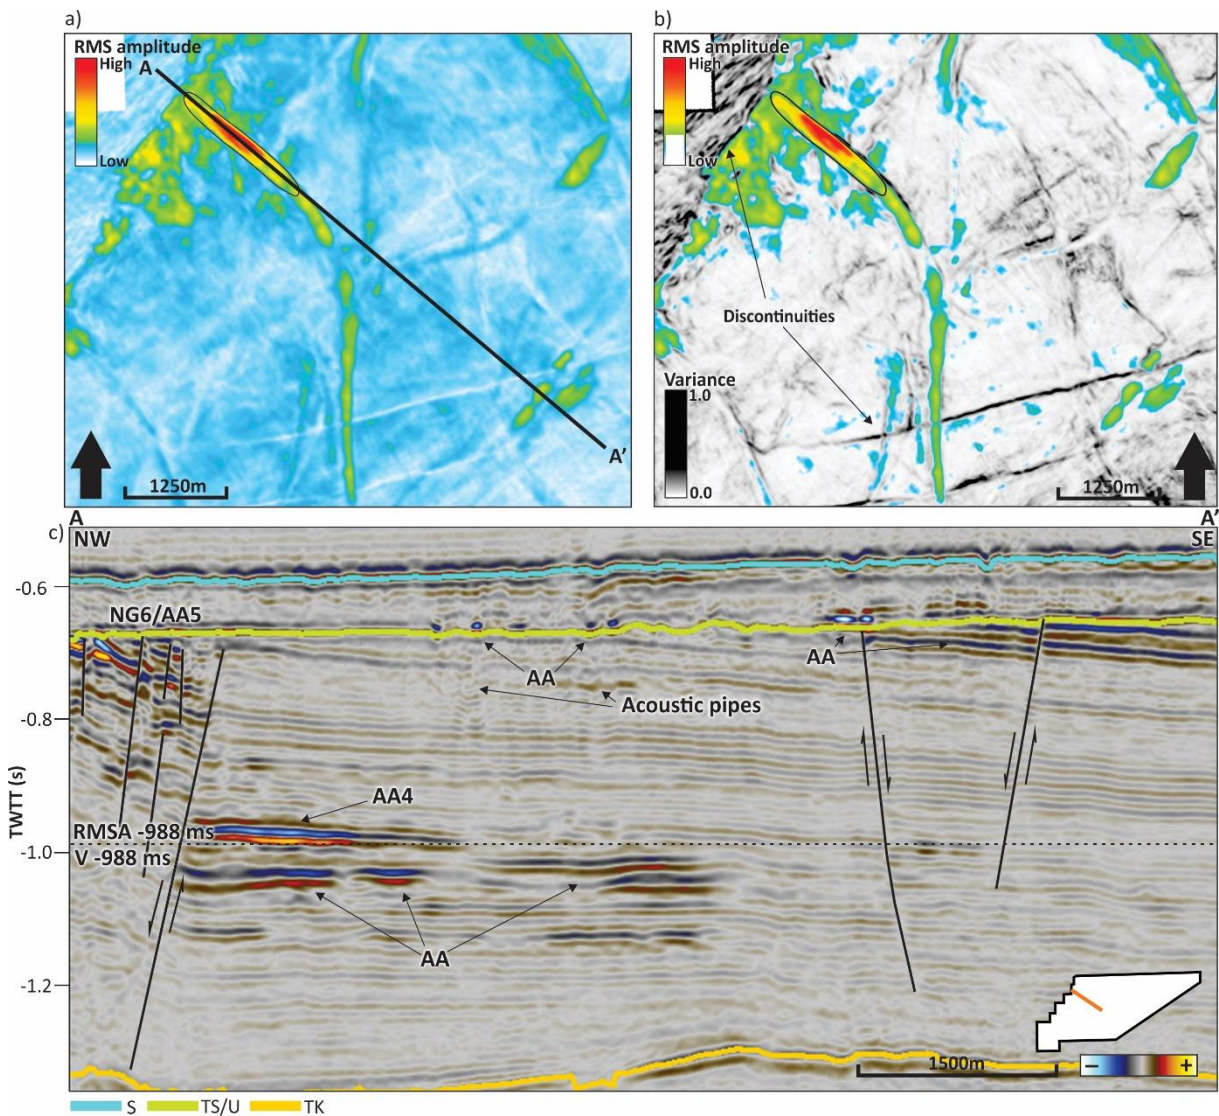 a)
RMS amplitude
High
Low
A
A'
1250m
b)
RMS amplitude
High
Low
Discontinuities
Variance
1.0
0.0
1250m
A
A'
c)
NW
SE
-0.6
NG6/AA5
AA
AA
Acoustic pipes
-0.8
TWTT (s)
AA4
RMSA -988 ms
V -988 ms
-1.0
AA
-1.2
1500m
- +
S TS/U TK